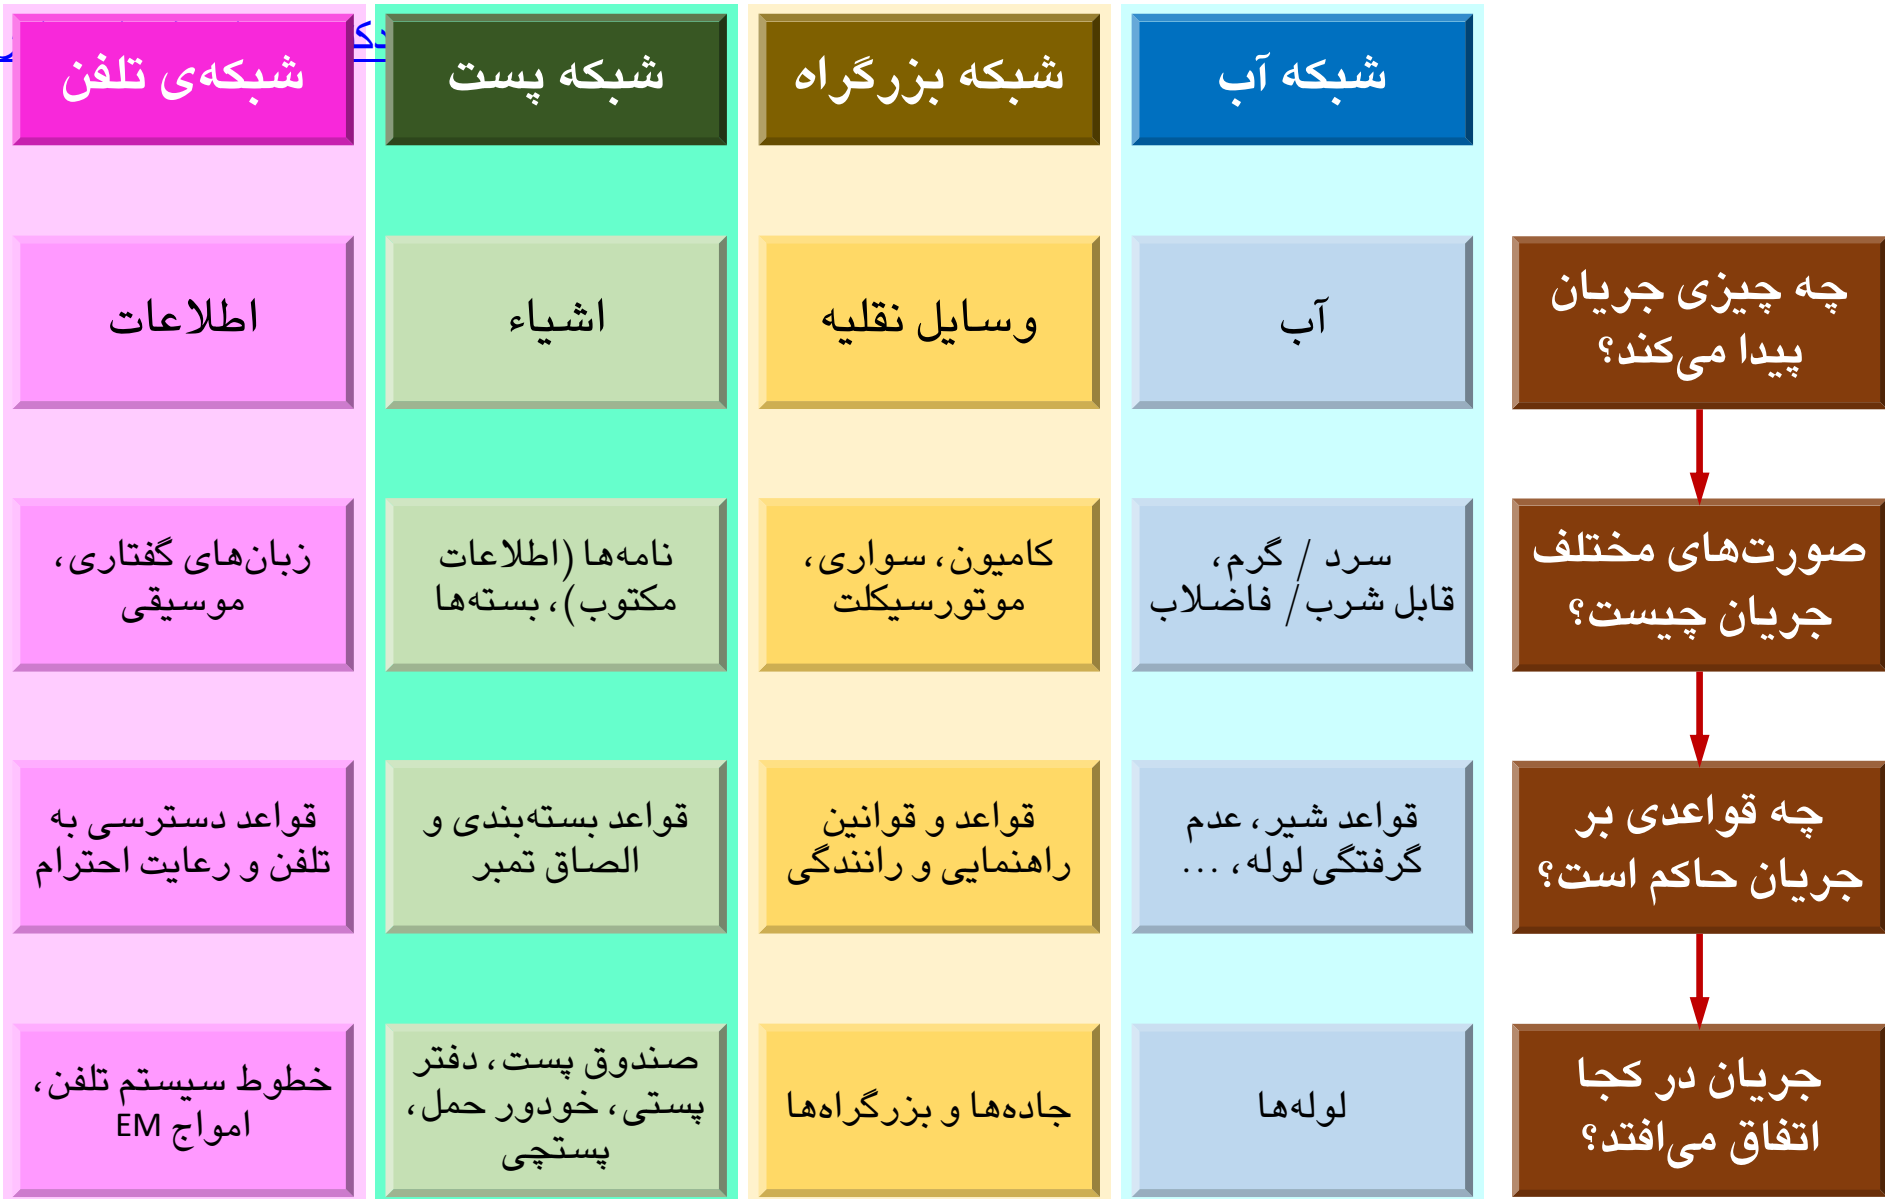 شبکه آب
شبکه بزرگراه
شبکه پست
شبکه‌ی تلفن
چه چیزی جریان
پیدا می‌کند؟
آب
وسایل نقلیه
اشیاء
اطلاعات
صورت‌های مختلف
جریان چیست؟
سرد / گرم،
قابل شرب/ فاضلاب
کامیون، سواری،
موتورسیکلت
نامه‌ها (اطلاعات
مکتوب)، بسته‌ها
زبان‌های گفتاری،
موسیقی
چه قواعدی بر
جریان حاکم است؟
قواعد شیر، عدم
گرفتگی لوله، ...
قواعد و قوانین
راهنمایی و رانندگی
قواعد بسته‌بندی و
الصاق تمبر
قواعد دسترسی به
تلفن و رعایت احترام
جریان در کجا
اتفاق می‌افتد؟
لوله‌ها
جاده‌ها و بزرگراه‌ها
صندوق پست، دفتر
پستی، خودور حمل،
پستچی
خطوط سیستم تلفن،
امواج EM